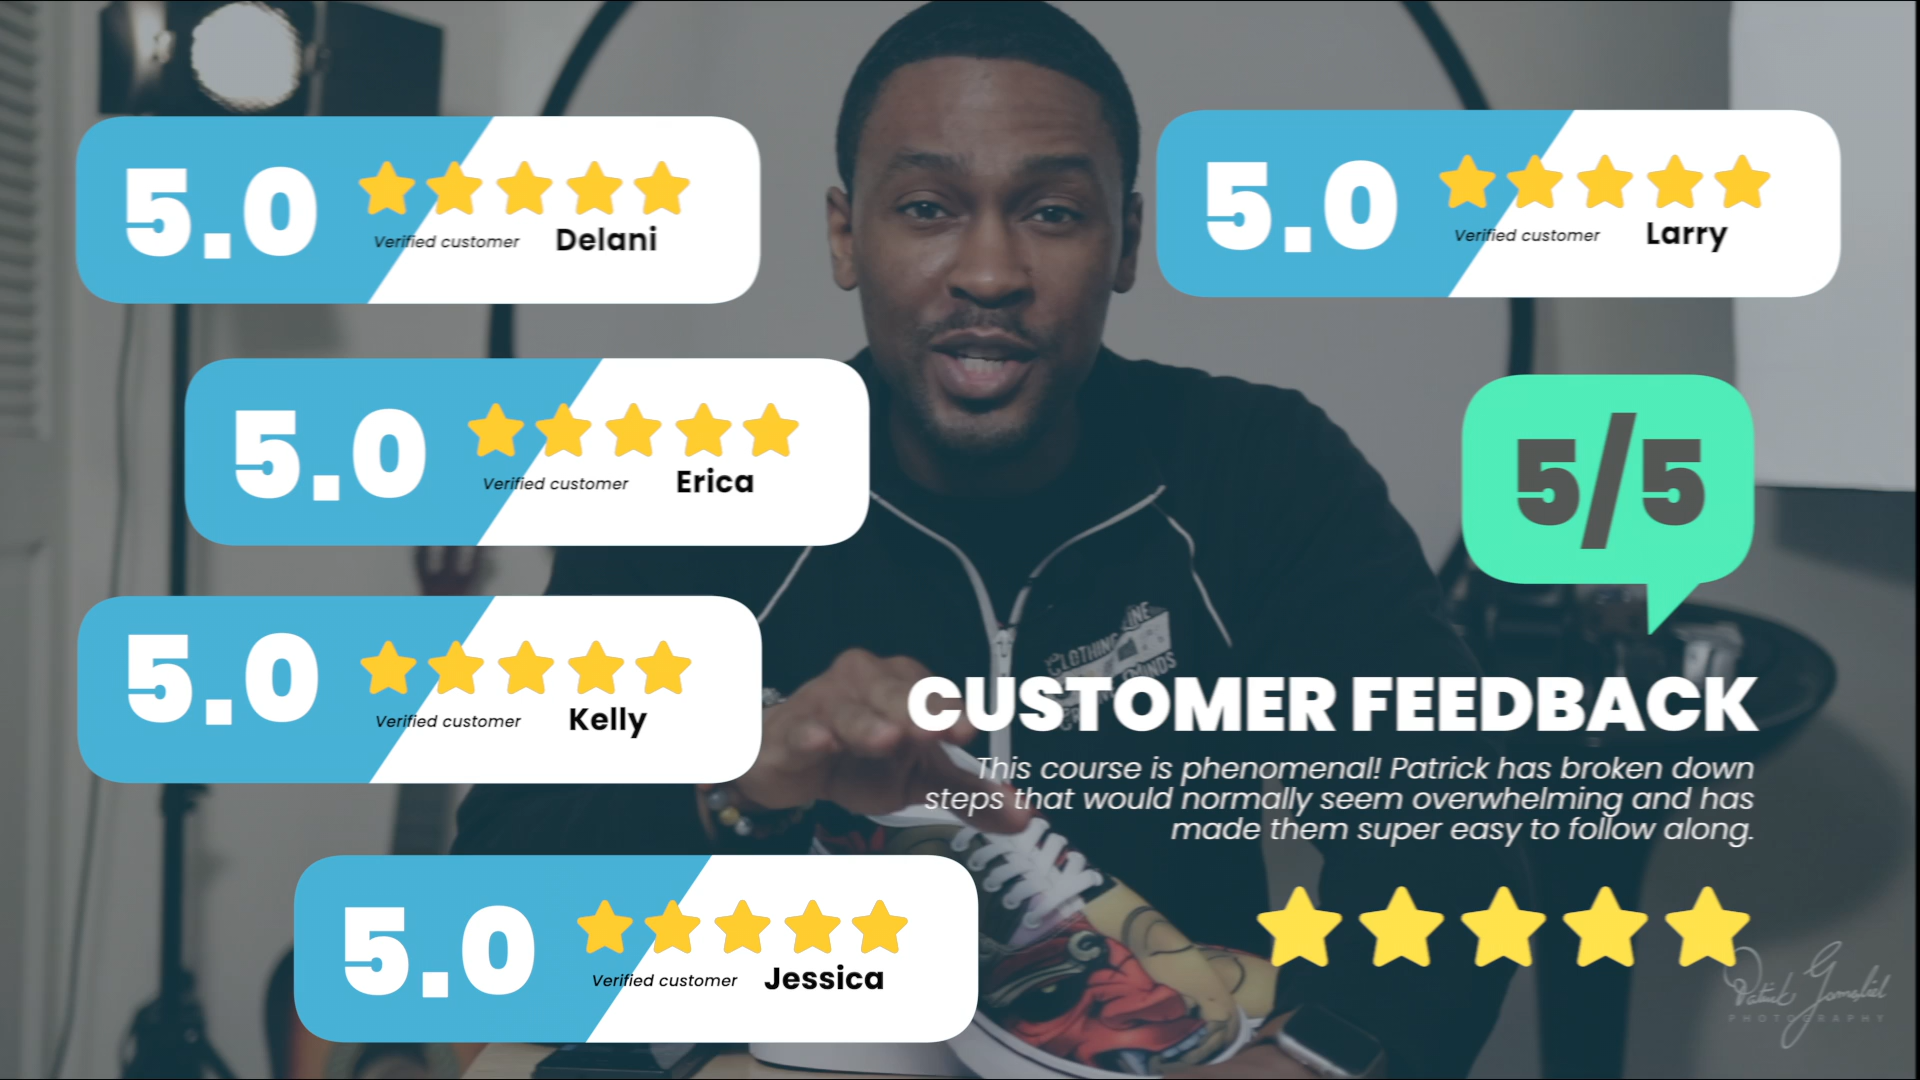 5.0
Verified customer Delani
5.0
Verified customer Larry
5.0
Verified customer Erica
5/5
5.0
Verified customer Kelly
CUSTOMER FEEDBACK
This course is phenomenal! Patrick has broken down
steps that would normally seem overwhelming and has
made them super easy to follow along.
5.0
Verified customer Jessica
CLOTHING
PHOTOGRAPHY